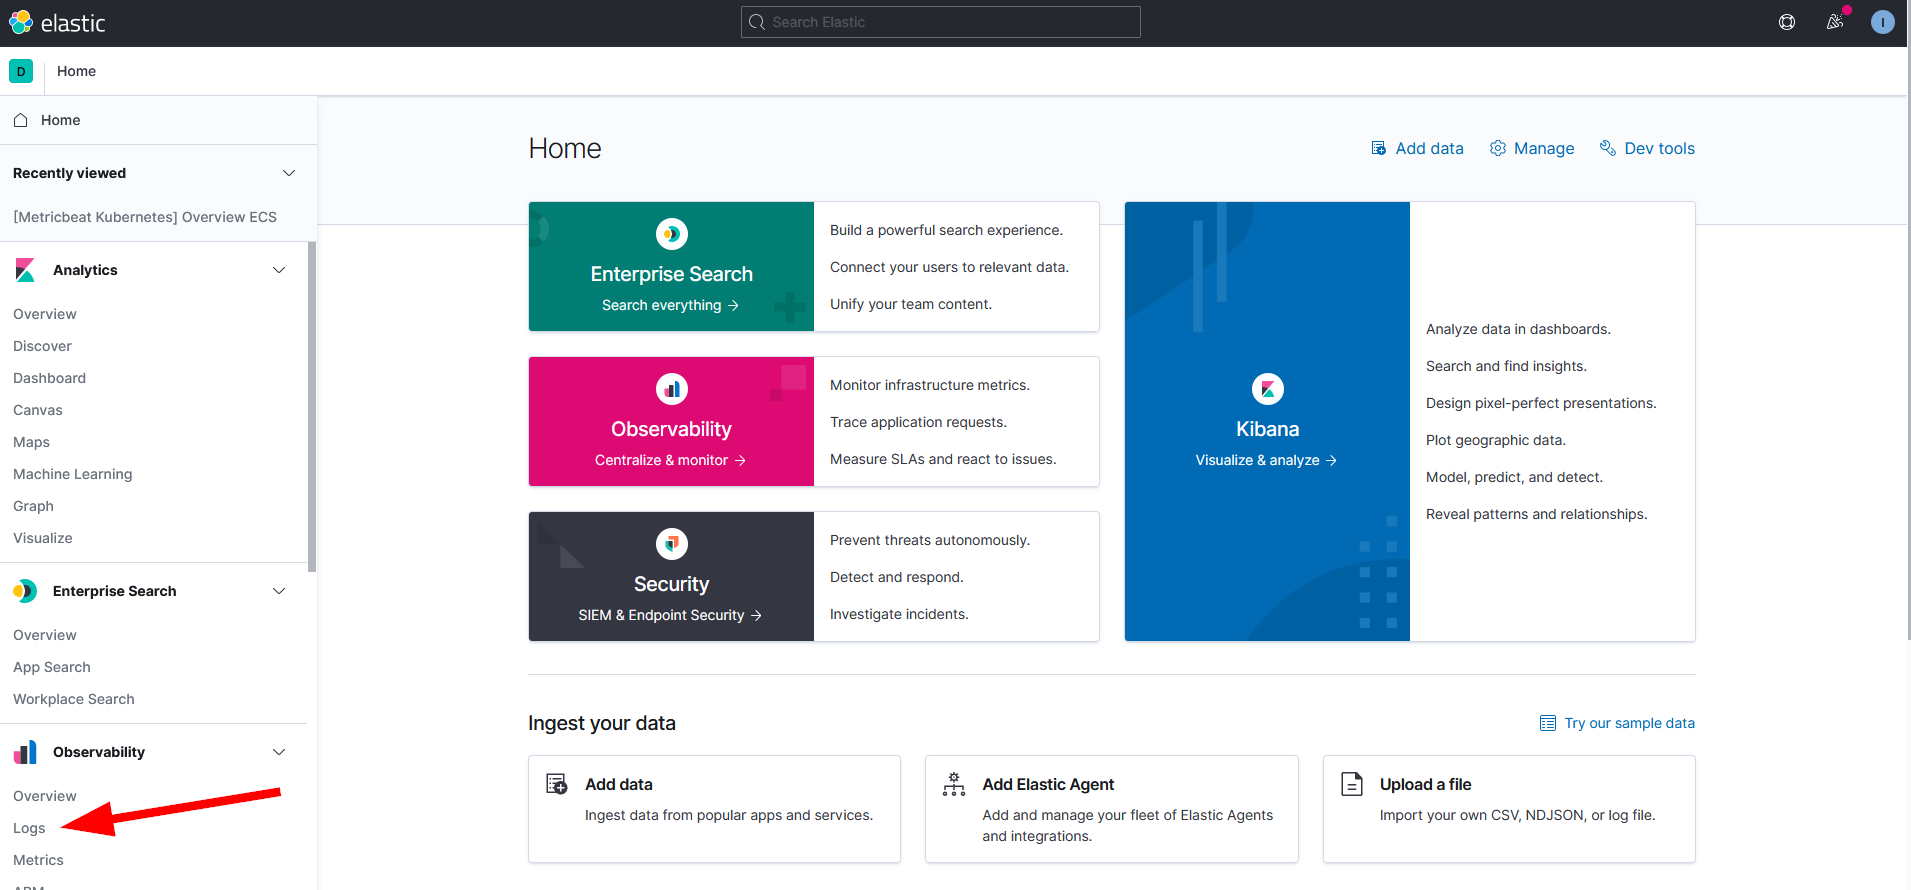 elastic
Search Elastic
I
D
Home
Home
Recently viewed
[Metricbeat Kubernetes] Overview ECS
Analytics
Overview
Discover
Dashboard
Canvas
Maps
Machine Learning
Graph
Visualize
Enterprise Search
Overview
App Search
Workplace Search
Observability
Overview
Logs
Metrics
APM
Home
Add data
Manage
Dev tools
Enterprise Search
Search everything →
Build a powerful search experience.
Connect your users to relevant data.
Unify your team content.
Observability
Centralize & monitor →
Monitor infrastructure metrics.
Trace application requests.
Measure SLAs and react to issues.
Security
SIEM & Endpoint Security →
Prevent threats autonomously.
Detect and respond.
Investigate incidents.
Kibana
Visualize & analyze →
Analyze data in dashboards.
Search and find insights.
Design pixel-perfect presentations.
Plot geographic data.
Model, predict, and detect.
Reveal patterns and relationships.
Ingest your data
Try our sample data
Add data
Ingest data from popular apps and services.
Add Elastic Agent
Add and manage your fleet of Elastic Agents
and integrations.
Upload a file
Import your own CSV, NDJSON, or log file.